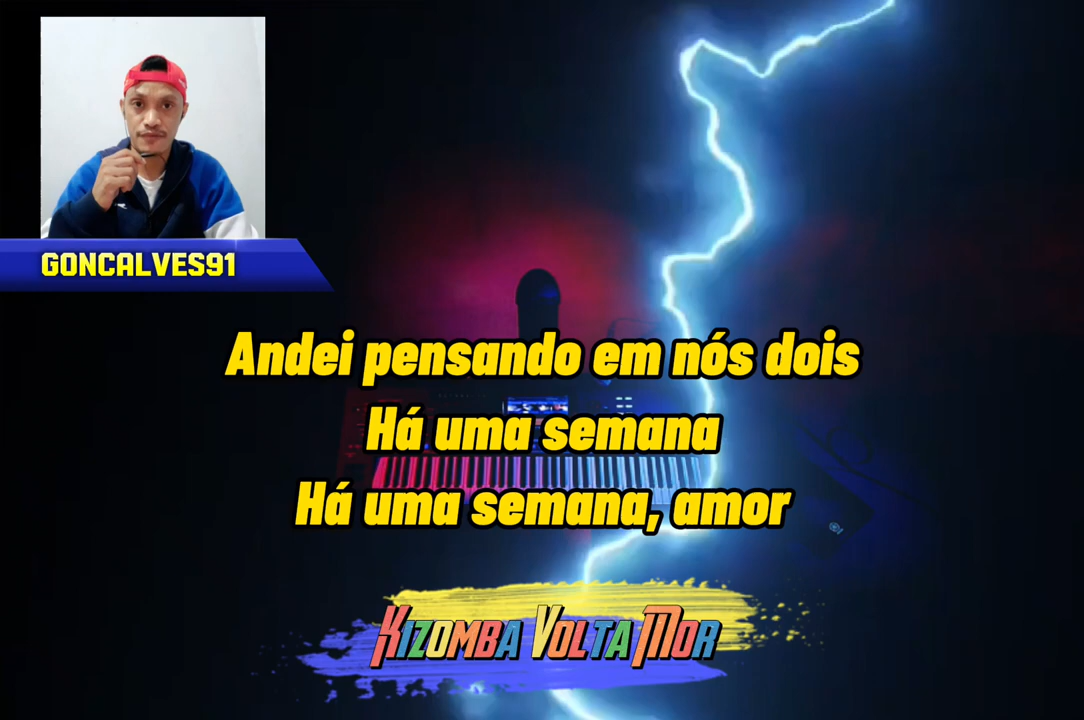 GONCALVES91
Andei pensando em nós dois
Há uma semana
Há uma semana, amor
KIZOMBA VOLTA MOR